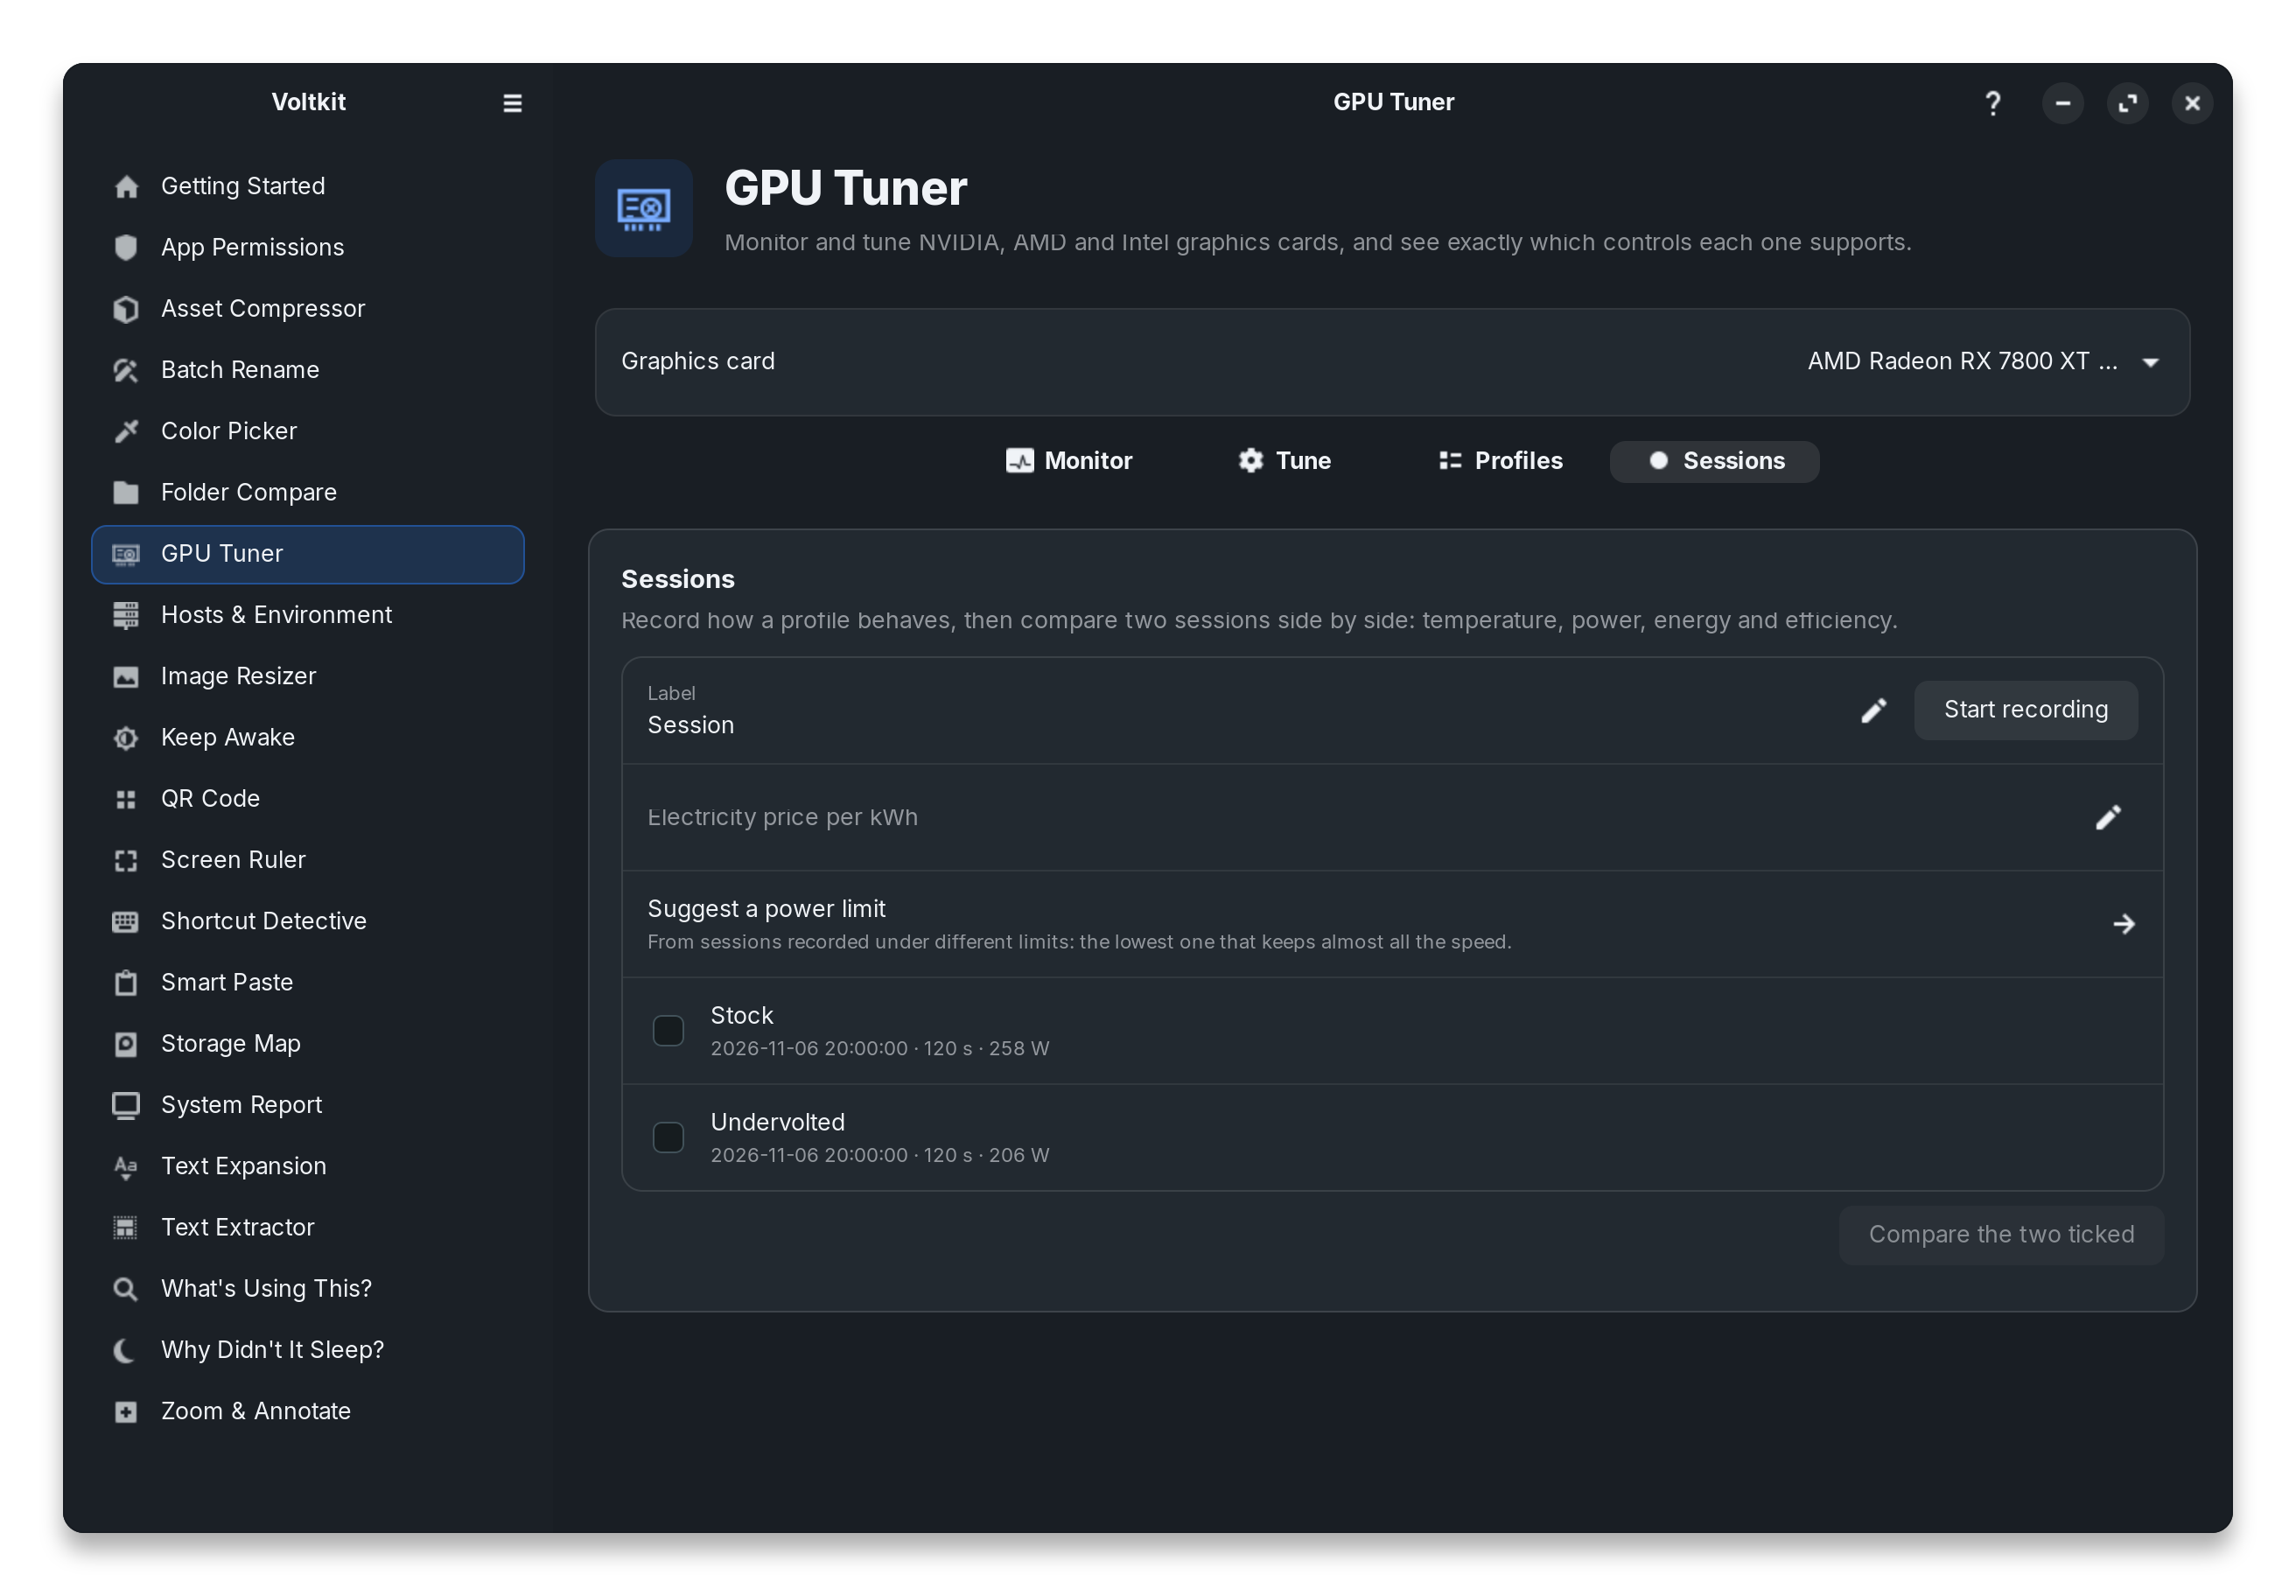 Voltkit
GPU Tuner
Getting Started
App Permissions
Asset Compressor
Batch Rename
Color Picker
Folder Compare
GPU Tuner
Hosts & Environment
Image Resizer
Keep Awake
QR Code
Screen Ruler
Shortcut Detective
Smart Paste
Storage Map
System Report
Text Expansion
Text Extractor
What's Using This?
Why Didn't It Sleep?
Zoom & Annotate
GPU Tuner
Monitor and tune NVIDIA, AMD and Intel graphics cards, and see exactly which controls each one supports.
Graphics card
AMD Radeon RX 7800 XT ...
Monitor
Tune
Profiles
Sessions
Sessions
Record how a profile behaves, then compare two sessions side by side: temperature, power, energy and efficiency.
Label
Session
Start recording
Electricity price per kWh
Suggest a power limit
From sessions recorded under different limits: the lowest one that keeps almost all the speed.
Stock
2026-11-06 20:00:00 · 120 s · 258 W
Undervolted
2026-11-06 20:00:00 · 120 s · 206 W
Compare the two ticked